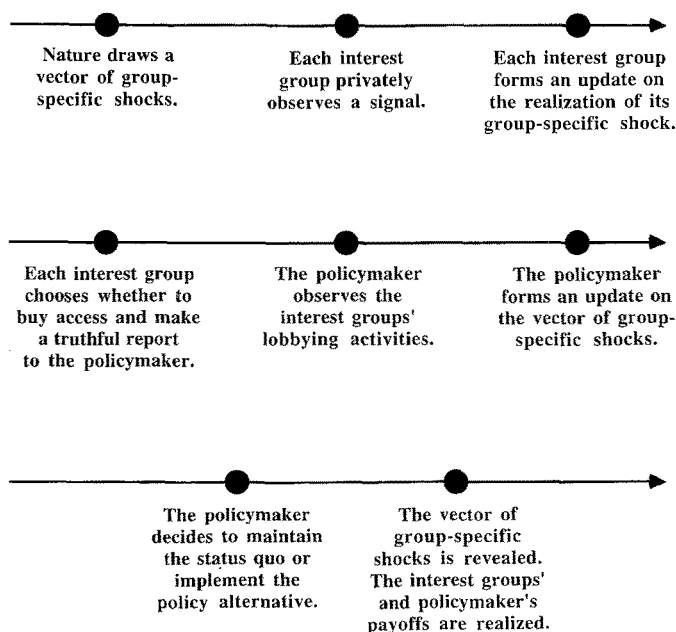 Nature draws a
vector of group-
specific shocks.
Each interest
group privately
observes a signal.
Each interest group
forms an update on
the realization of its
group-specific shock.
Each interest group
chooses whether to
buy access and make
a truthful report
to the policymaker.
The policymaker
observes the
interest groups'
lobbying activities.
The policymaker
forms an update on
the vector of group-
specific shocks.
The policymaker
decides to maintain
the status quo or
implement the
policy alternative.
The vector of
group-specific
shocks is revealed.
The interest groups'
and policymaker's
payoffs are realized.